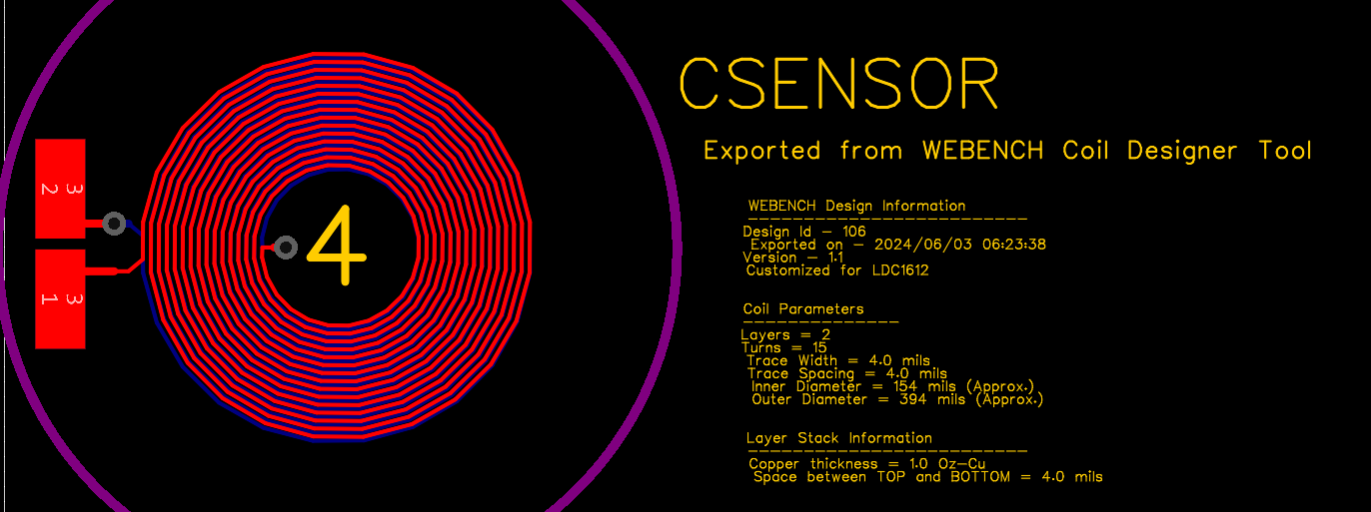 CSENSOR
Exported from WEBENCH Coil Designer Tool
WEBENCH Design Information
-------------------------
Design Id - 106
Exported on - 2024/06/03 06:23:38
Version - 1.1
Customized for LDC1612
Coil Parameters
--------------
Layers = 2
Turns = 15
Trace Width = 4.0 mils
Trace Spacing = 4.0 mils
Inner Diameter = 154 mils (Approx.)
Outer Diameter = 394 mils (Approx.)
Layer Stack Information
-------------------------
Copper thickness = 1.0 Oz-Cu
Space between TOP and BOTTOM = 4.0 mils
3
2
3
1
4